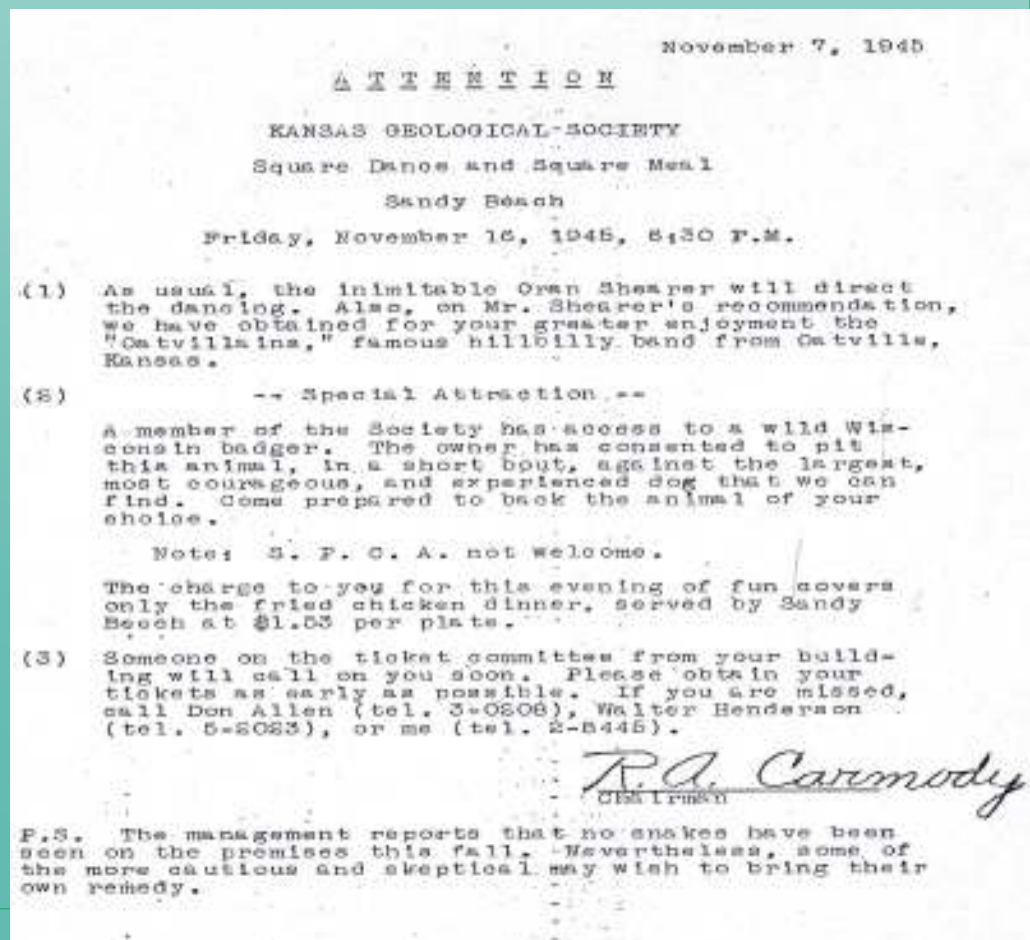 November 7, 1945
A T T E N T I O N
KANSAS GEOLOGICAL SOCIETY
Square Dance and Square Meal
Sandy Beach
Friday, November 16, 1945, 6:30 P.M.
(1) As usual, the inimitable Oran Shearer will direct
the dancing. Also, on Mr. Shearer's recommendation,
we have obtained for your greater enjoyment the
"Oatvillains," famous hillbilly band from Oatville,
Kansas.
(2) -- Special Attraction --
A member of the Society has access to a wild Wis-
consin badger. The owner has consented to pit
this animal, in a short bout, against the largest,
most courageous, and experienced dog that we can
find. Come prepared to back the animal of your
choice.
Note: S. P. C. A. not welcome.
The charge to you for this evening of fun covers
only the fried chicken dinner, served by Sandy
Beach at $1.53 per plate.
(3) Someone on the ticket committee from your build-
ing will call on you soon. Please obtain your
tickets as early as possible. If you are missed,
call Don Allen (tel. Walter Henderson
(tel. or me (tel.
R.A. Carmody
Chairman
P.S. The management reports that no snakes have been
seen on the premises this fall. Nevertheless, some of
the more cautious and skeptical may wish to bring their
own remedy.